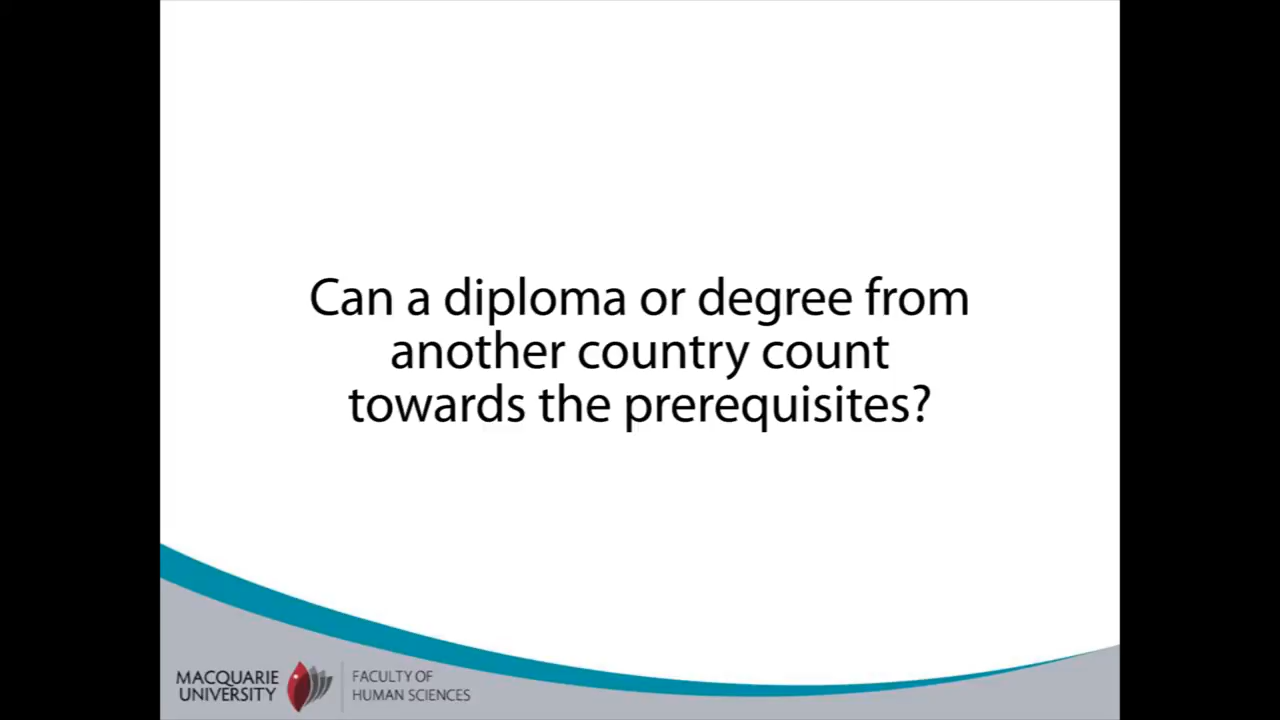 Can a diploma or degree from
another country count
towards the prerequisites?
MACQUARIE
UNIVERSITY
FACULTY OF
HUMAN SCIENCES